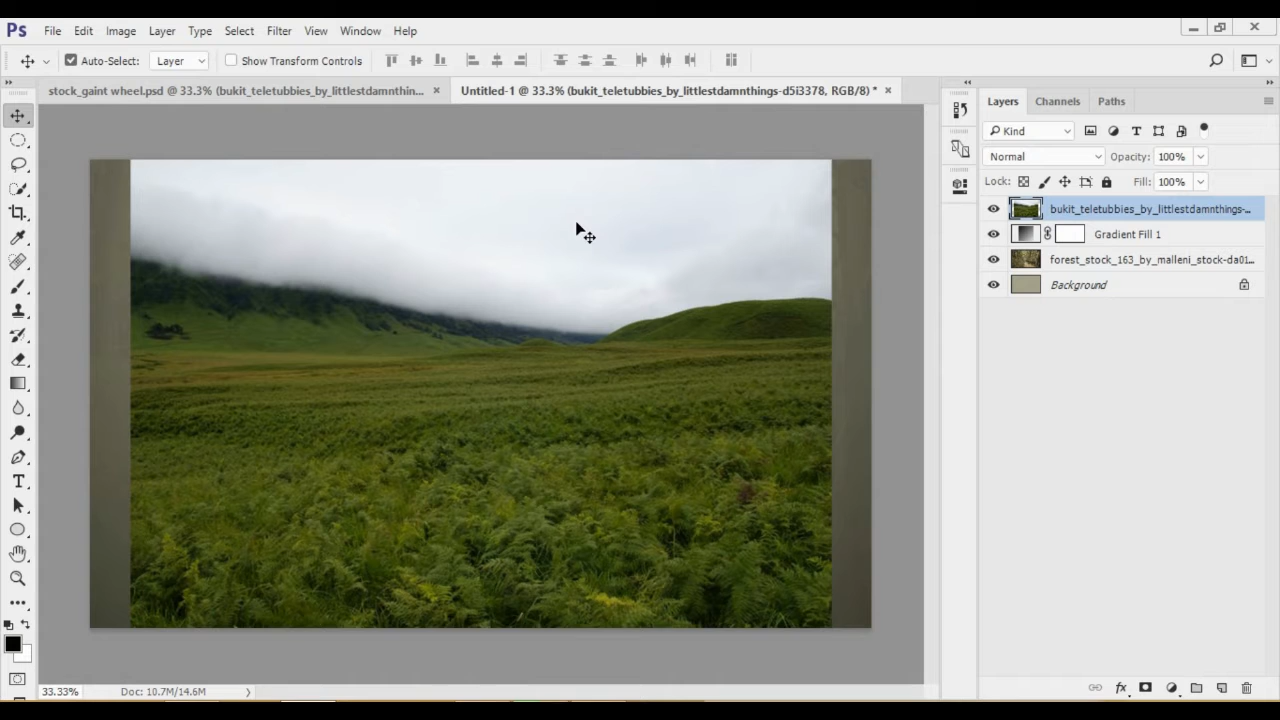 Ps File Edit Image Layer Type Select Filter 3D View Window Help
Auto-Select: Layer Show Transform Controls
stock_gaint wheel.psd @ 33.3% (bukit_teletubbies_by_littlestdamnthin... × Untitled-1 @ 33.3% (bukit_teletubbies_by_littlestdamnthings-d5i3378, RGB/8) * ×
Layers Channels Paths
Kind
Normal Opacity: 100%
Lock: Fill: 100%
bukit_teletubbies_by_littlestdamnthings-...
Gradient Fill 1
forest_stock_163_by_malleni_stock-da01...
Background
33.33% Doc: 10.7M/14.6M